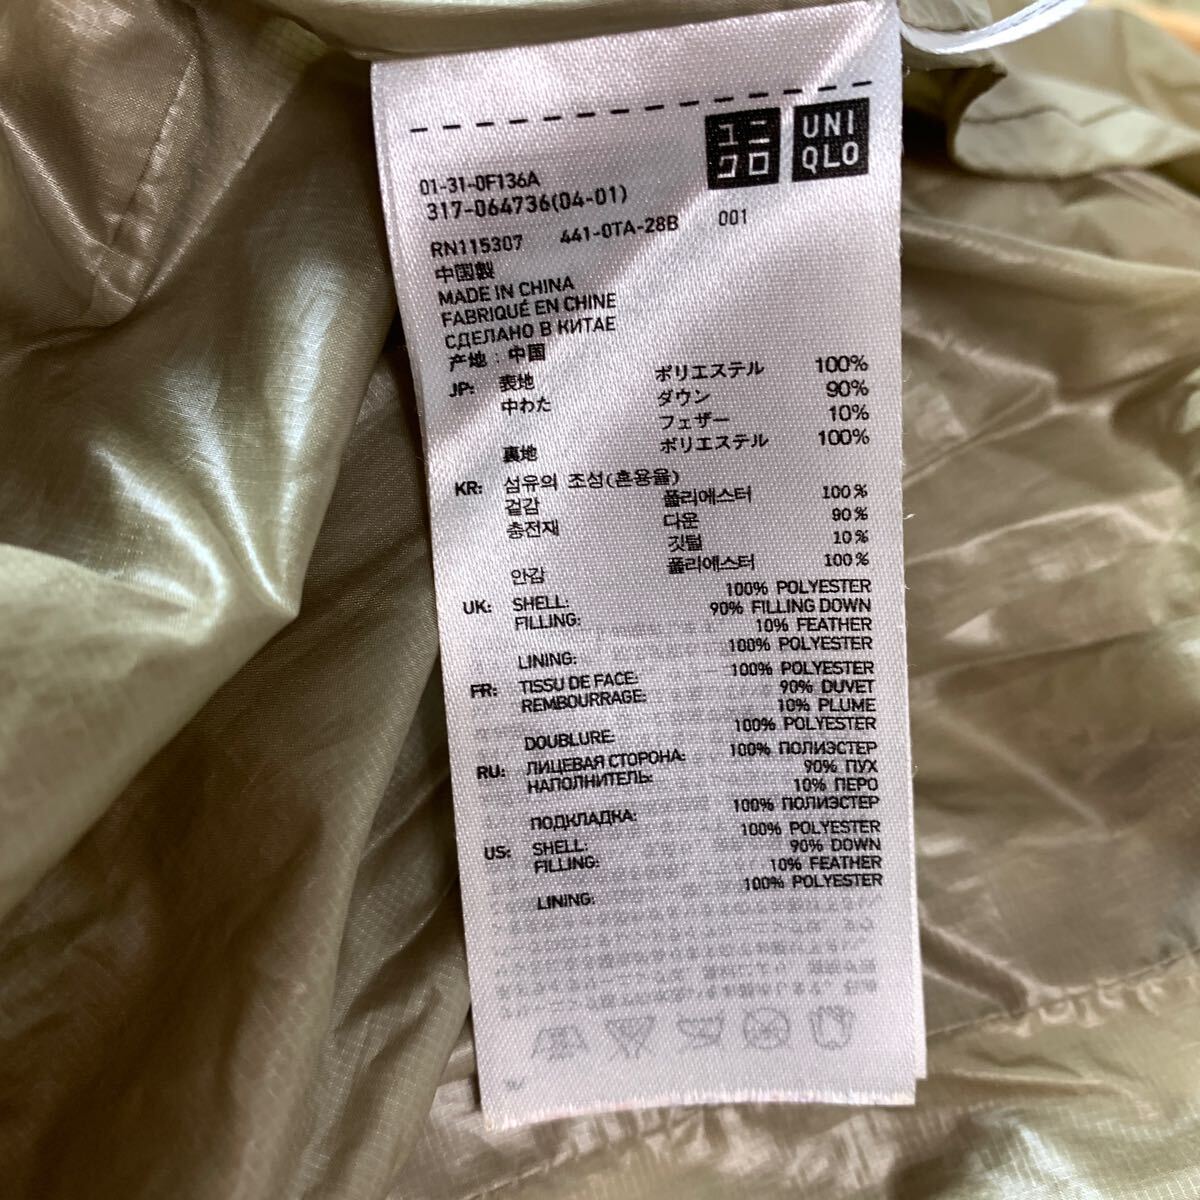 ユニ
クロ
UNI
QLO
01-31-0F136A
317-064736(04-01)
RN115307 441-0TA-28B 001
中国製
MADE IN CHINA
FABRIQUÉ EN CHINE
СДЕЛАНО В КИТАЕ
产地：中国
JP: 表地 ポリエステル 100%
中わた ダウン 90%
フェザー 10%
裏地 ポリエステル 100%
KR: 섬유의 조성(혼용율)
겉감 폴리에스터 100%
충전재 다운 90%
깃털 10%
안감 폴리에스터 100%
UK: SHELL: 100% POLYESTER
FILLING: 90% FILLING DOWN
10% FEATHER
LINING: 100% POLYESTER
FR: TISSU DE FACE: 100% POLYESTER
REMBOURRAGE: 90% DUVET
10% PLUME
DOUBLURE: 100% POLYESTER
RU: ЛИЦЕВАЯ СТОРОНА: 100% ПОЛИЭСТЕР
НАПОЛНИТЕЛЬ: 90% ПУХ
10% ПЕРО
ПОДКЛАДКА: 100% ПОЛИЭСТЕР
US: SHELL: 100% POLYESTER
FILLING: 90% DOWN
10% FEATHER
LINING: 100% POLYESTER